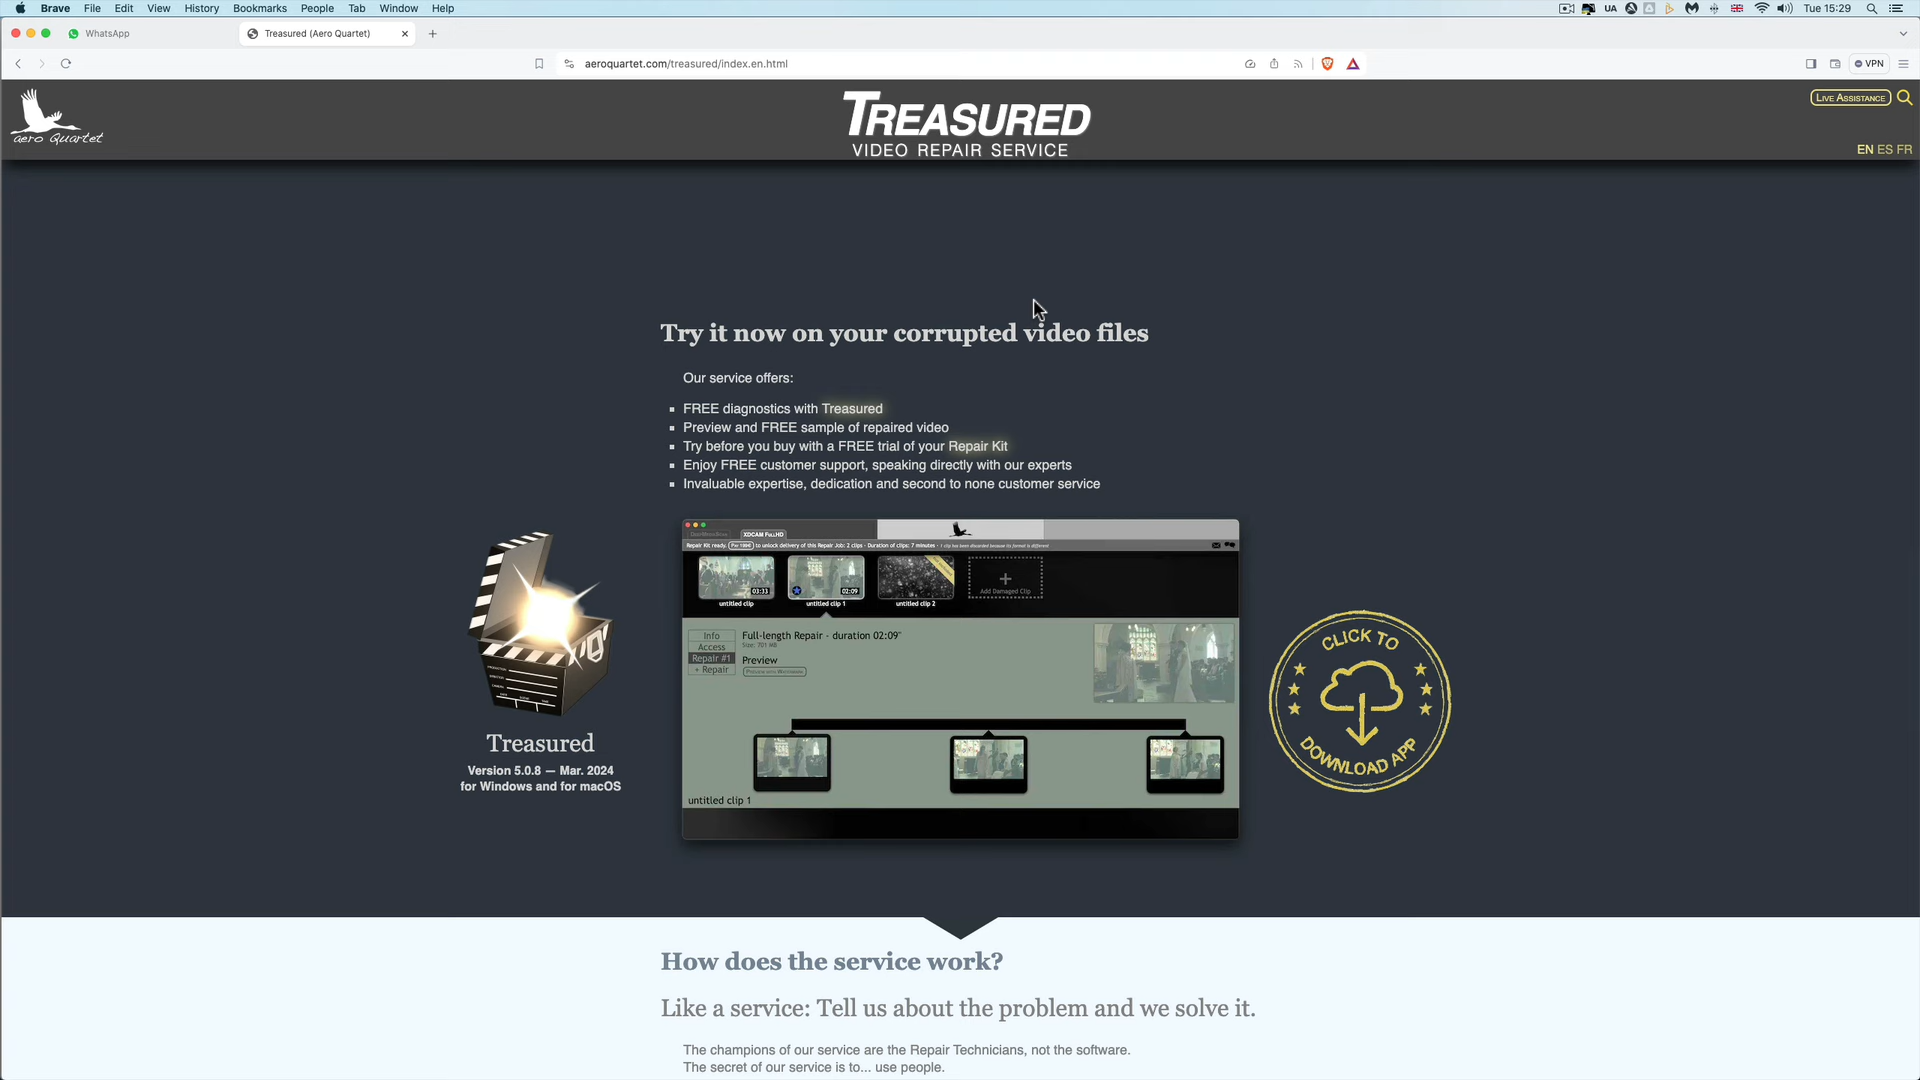 Brave File Edit View History Bookmarks People Tab Window Help
UA
Tue 15:29
WhatsApp
Treasured (Aero Quartet)
aeroquartet.com/treasured/index.en.html
VPN
aero Quartet
TREASURED
VIDEO REPAIR SERVICE
LIVE ASSISTANCE
EN ES FR
Try it now on your corrupted video files
Our service offers:
FREE diagnostics with Treasured
Preview and FREE sample of repaired video
Try before you buy with a FREE trial of your Repair Kit
Enjoy FREE customer support, speaking directly with our experts
Invaluable expertise, dedication and second to none customer service
XDCAM FULLHD
Repair Kit ready.
to unlock delivery of this Repair Job: 2 clips - Duration of clips: 7 minutes - 1 clip has been discarded because its format is different
03:33
02:09
untitled clip
untitled clip 1
untitled clip 2
Add Damaged Clip
Info
Access
Repair #1
+ Repair
Full-length Repair - duration 02:09"
Size: 701 MB
Preview
untitled clip 1
Treasured
Version 5.0.8 — Mar. 2024
for Windows and for macOS
CLICK TO
DOWNLOAD APP
How does the service work?
Like a service: Tell us about the problem and we solve it.
The champions of our service are the Repair Technicians, not the software.
The secret of our service is to... use people.